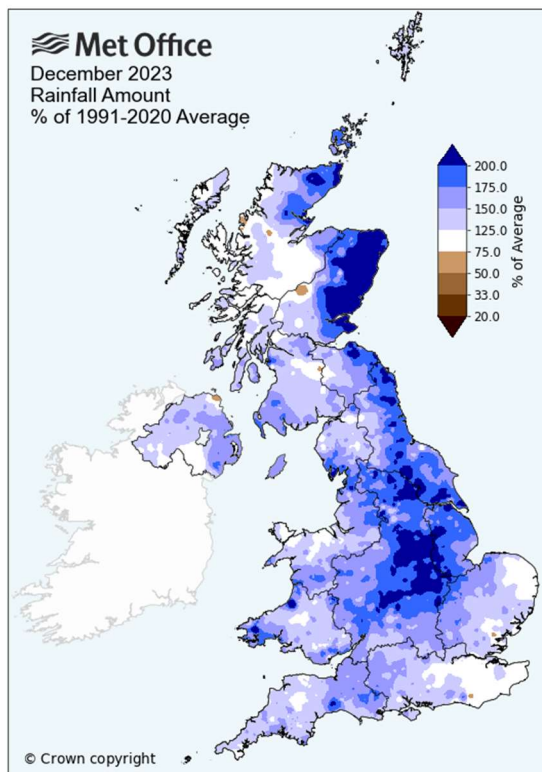 Met Office
December 2023
Rainfall Amount
% of 1991-2020 Average
200.0
175.0
150.0
125.0
75.0
50.0
33.0
20.0
% of Average
© Crown copyright